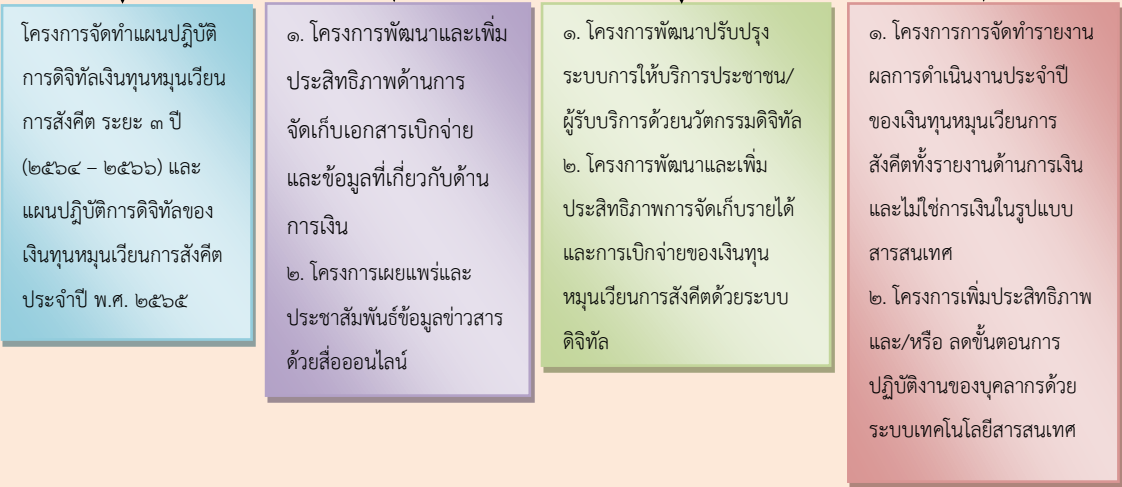 โครงการจัดทำแผนปฏิบัติ
การดิจิทัลเงินทุนหมุนเวียน
การสังคีต ระยะ ๓ ปี
(๒๕๖๔ – ๒๕๖๖) และ
แผนปฏิบัติการดิจิทัลของ
เงินทุนหมุนเวียนการสังคีต
ประจำปี พ.ศ. ๒๕๖๕
๑. โครงการพัฒนาและเพิ่ม
ประสิทธิภาพด้านการ
จัดเก็บเอกสารเบิกจ่าย
และข้อมูลที่เกี่ยวกับด้าน
การเงิน
๒. โครงการเผยแพร่และ
ประชาสัมพันธ์ข้อมูลข่าวสาร
ด้วยสื่อออนไลน์
๑. โครงการพัฒนาปรับปรุง
ระบบการให้บริการประชาชน/
ผู้รับบริการด้วยนวัตกรรมดิจิทัล
๒. โครงการพัฒนาและเพิ่ม
ประสิทธิภาพการจัดเก็บรายได้
และการเบิกจ่ายของเงินทุน
หมุนเวียนการสังคีตด้วยระบบ
ดิจิทัล
๑. โครงการการจัดทำรายงาน
ผลการดำเนินงานประจำปี
ของเงินทุนหมุนเวียนการ
สังคีตทั้งรายงานด้านการเงิน
และไม่ใช่การเงินในรูปแบบ
สารสนเทศ
๒. โครงการเพิ่มประสิทธิภาพ
และ/หรือ ลดขั้นตอนการ
ปฏิบัติงานของบุคลากรด้วย
ระบบเทคโนโลยีสารสนเทศ